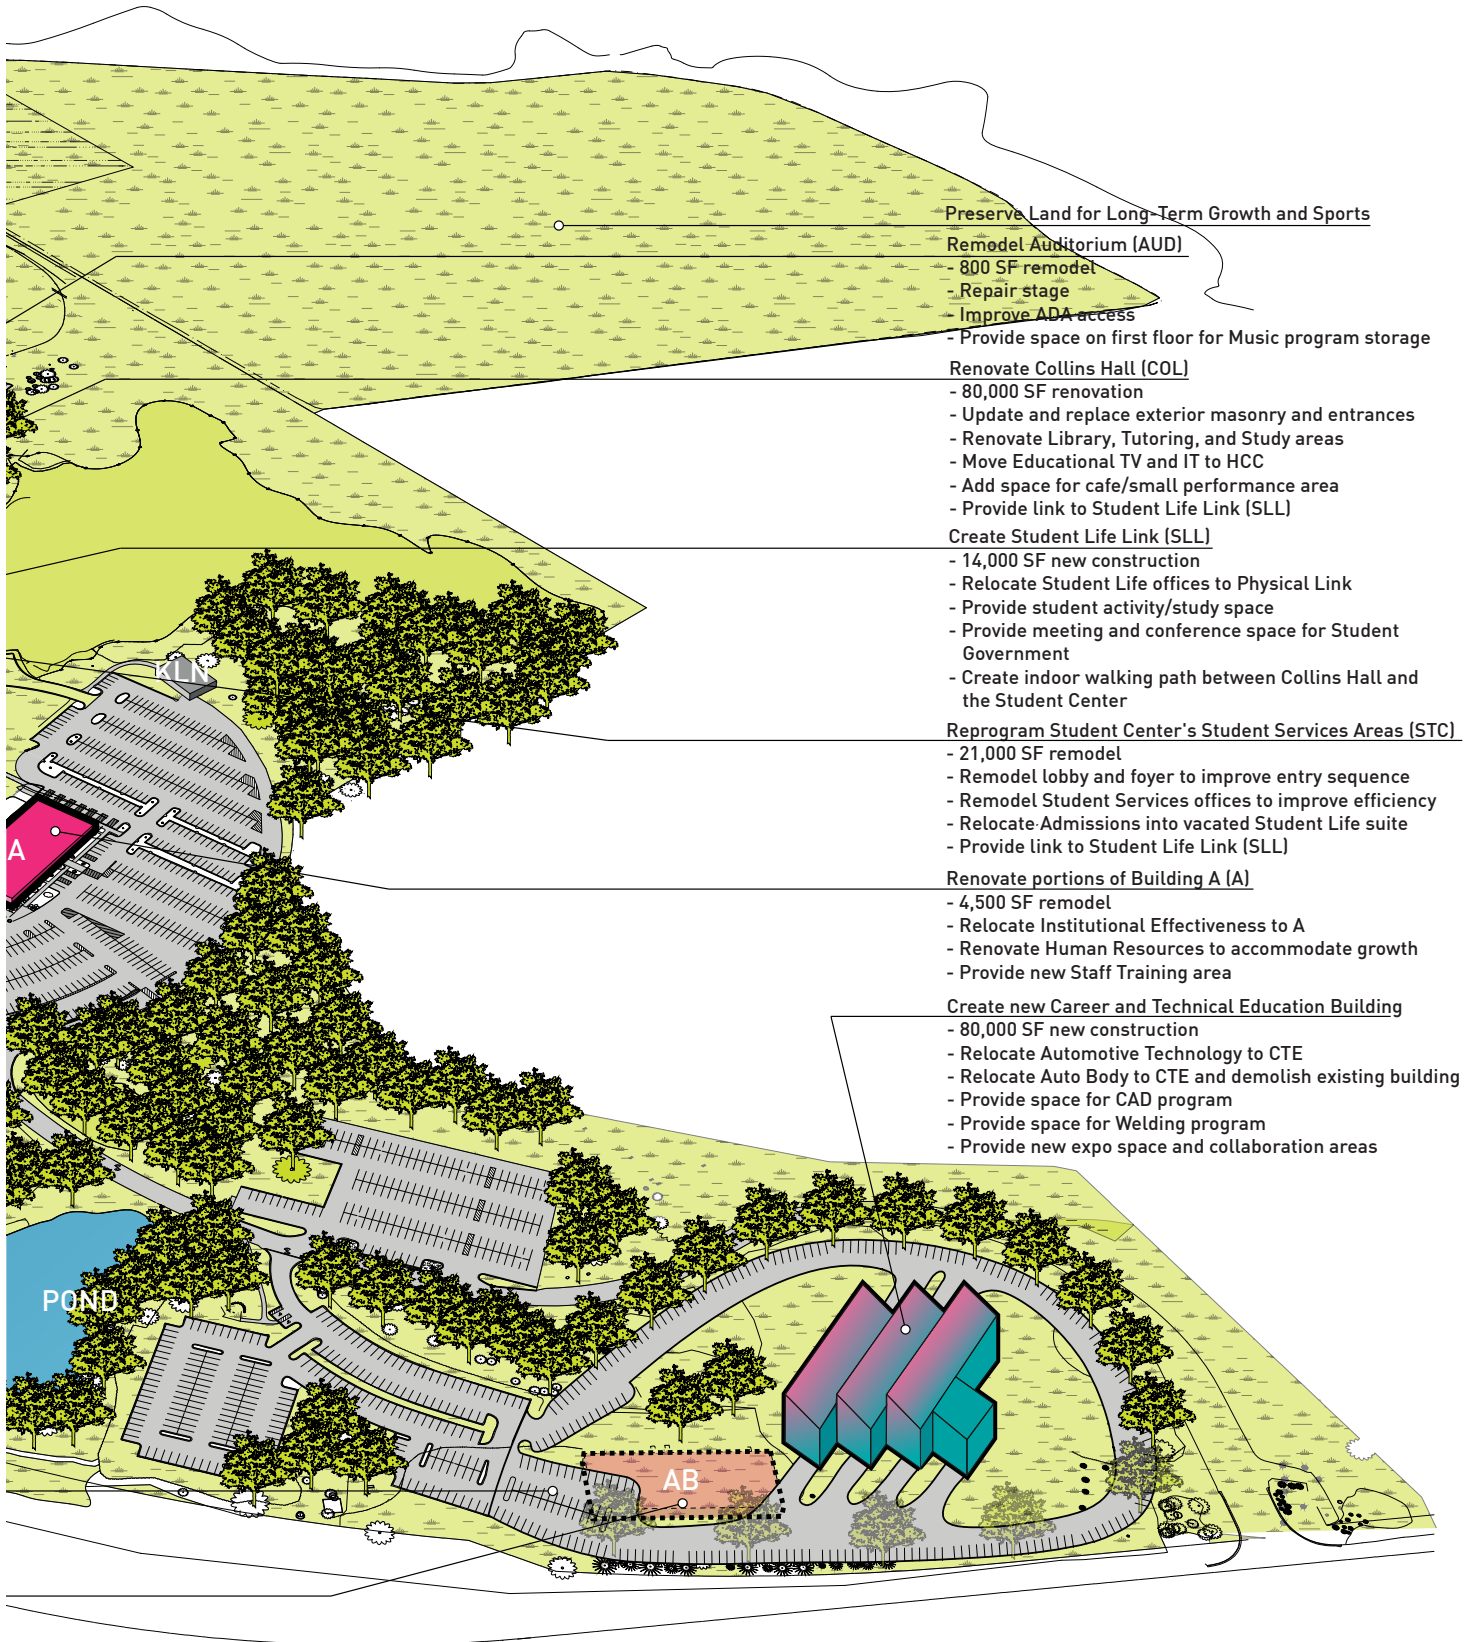 Preserve Land for Long-Term Growth and Sports
Remodel Auditorium (AUD)
- 800 SF remodel
- Repair stage
- Improve ADA access
- Provide space on first floor for Music program storage
Renovate Collins Hall (COL)
- 80,000 SF renovation
- Update and replace exterior masonry and entrances
- Renovate Library, Tutoring, and Study areas
- Move Educational TV and IT to HCC
- Add space for cafe/small performance area
- Provide link to Student Life Link (SLL)
Create Student Life Link (SLL)
- 14,000 SF new construction
- Relocate Student Life offices to Physical Link
- Provide student activity/study space
- Provide meeting and conference space for Student
Government
- Create indoor walking path between Collins Hall and
the Student Center
KLN
Reprogram Student Center's Student Services Areas (STC)
- 21,000 SF remodel
- Remodel lobby and foyer to improve entry sequence
- Remodel Student Services offices to improve efficiency
- Relocate Admissions into vacated Student Life suite
- Provide link to Student Life Link (SLL)
A
Renovate portions of Building A (A)
- 4,500 SF remodel
- Relocate Institutional Effectiveness to A
- Renovate Human Resources to accommodate growth
- Provide new Staff Training area
Create new Career and Technical Education Building
- 80,000 SF new construction
- Relocate Automotive Technology to CTE
- Relocate Auto Body to CTE and demolish existing building
- Provide space for CAD program
- Provide space for Welding program
- Provide new expo space and collaboration areas
POND
AB